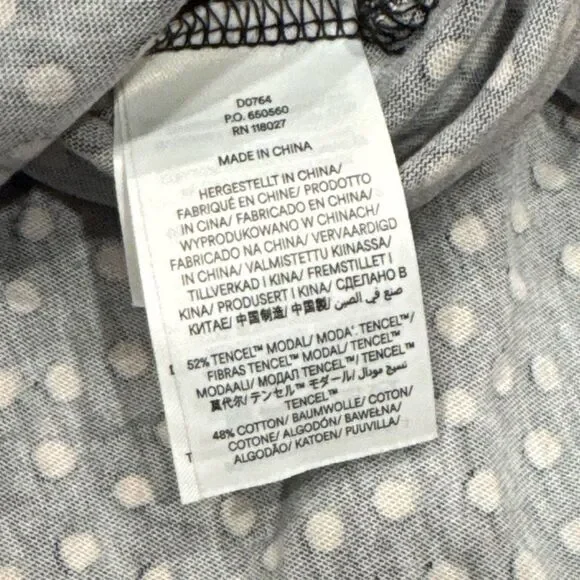 D0764
P.O. 650560
RN 118027
MADE IN CHINA
HERGESTELLT IN CHINA/
FABRIQUÉ EN CHINE/ PRODOTTO
IN CINA/ FABRICADO EN CHINA/
WYPRODUKOWANO W CHINACH/
FABRICADO NA CHINA/ VERVAARDIGD
IN CHINA/ VALMISTETTU KIINASSA/
TILLVERKAD I KINA/ FREMSTILLET I
KINA/ PRODUSERT I KINA/ СДЕЛАНО В
КИТАЕ/ 中国制造/ 中国製/ صنع في الصين
52% TENCEL™ MODAL/ MODA¨ TENCEL™/
FIBRAS TENCEL™ MODAL/ TENCEL™
MODAALI/ МОДАЛ TENCEL™/ TENCEL™
莫代尔/ テンセル™ モダール/ نسيج مودال
TENCEL™
48% COTTON/ BAUMWOLLE/ COTON/
COTONE/ ALGODÓN/ BAWEŁNA/
ALGODÃO/ KATOEN/ PUUVILLA/